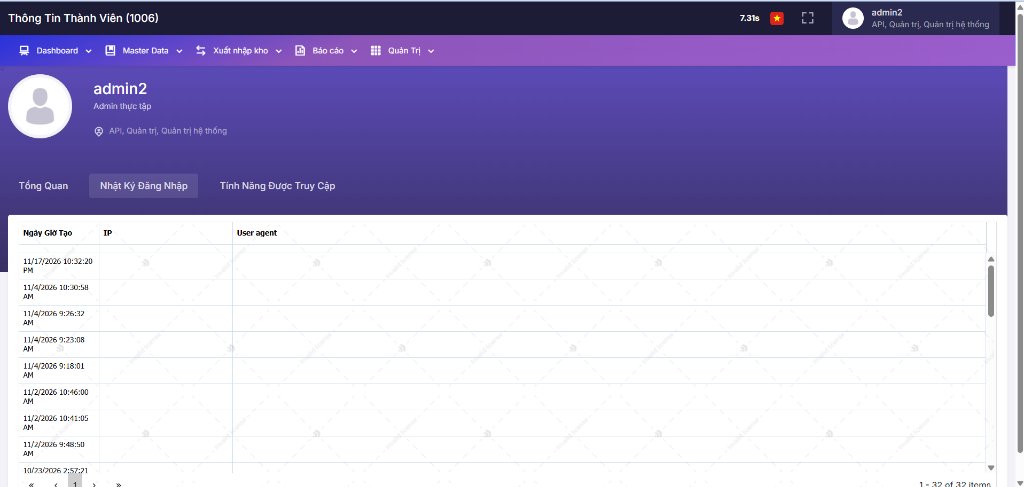 Thông Tin Thành Viên (1006)
7.31s
admin2
API, Quản trị, Quản trị hệ thống
Dashboard
Master Data
Xuất nhập kho
Báo cáo
Quản Trị
admin2
Admin thực tập
API, Quản trị, Quản trị hệ thống
Tổng Quan
Nhật Ký Đăng Nhập
Tính Năng Được Truy Cập
Ngày Giờ Tạo IP User agent
11/17/2026 10:32:20
PM
11/4/2026 10:30:58
AM
11/4/2026 9:26:32
AM
11/4/2026 9:23:08
AM
11/4/2026 9:18:01
AM
11/2/2026 10:46:00
AM
11/2/2026 10:41:05
AM
11/2/2026 9:48:50
AM
10/23/2026 2:57:21
« ‹ 1 › »
1 - 32 of 32 items